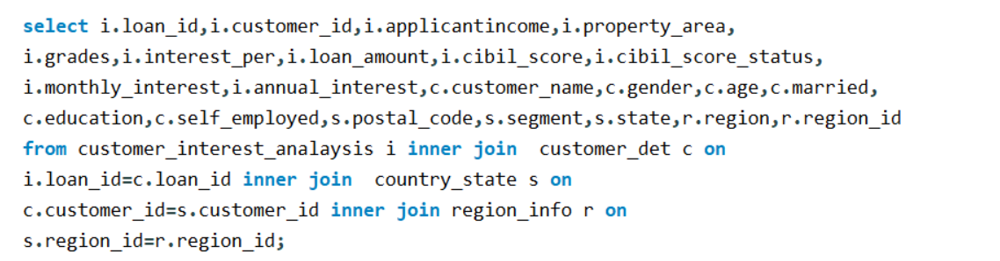 select i.loan_id,i.customer_id,i.applicantincome,i.property_area,
i.grades,i.interest_per,i.loan_amount,i.cibil_score,i.cibil_score_status,
i.monthly_interest,i.annual_interest,c.customer_name,c.gender,c.age,c.married,
c.education,c.self_employed,s.postal_code,s.segment,s.state,r.region,r.region_id
from customer_interest_analaysis i inner join  customer_det c on
i.loan_id=c.loan_id inner join  country_state s on
c.customer_id=s.customer_id inner join region_info r on
s.region_id=r.region_id;